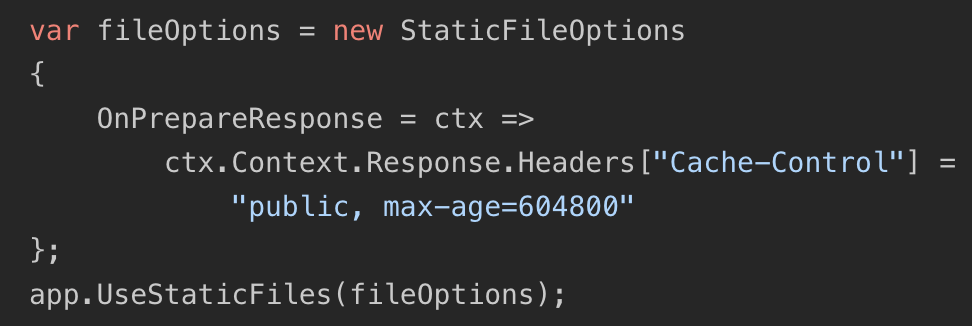 var fileOptions = new StaticFileOptions
{
    OnPrepareResponse = ctx =>
        ctx.Context.Response.Headers["Cache-Control"] =
            "public, max-age=604800"
};
app.UseStaticFiles(fileOptions);